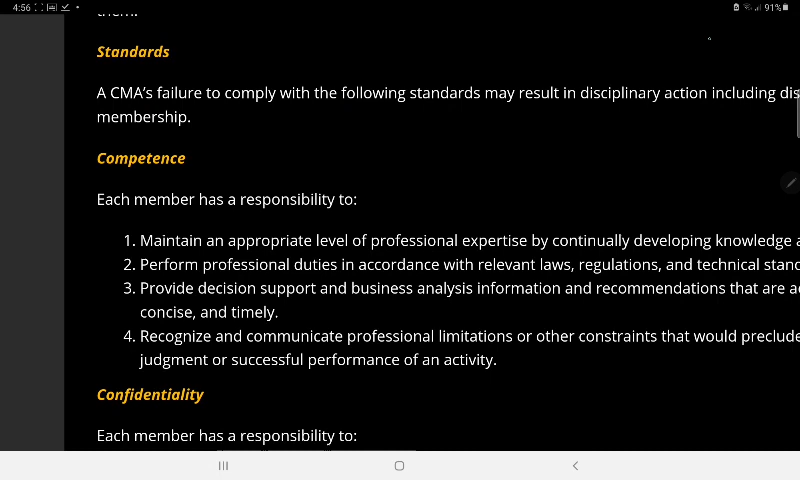 4:56
91%
them.
Standards
A CMA's failure to comply with the following standards may result in disciplinary action including
membership.
Competence
Each member has a responsibility to:
1. Maintain an appropriate level of professional expertise by continually developing knowledge
2. Perform professional duties in accordance with relevant laws, regulations, and technical
3. Provide decision support and business analysis information and recommendations that are
concise, and timely.
4. Recognize and communicate professional limitations or other constraints that would preclude
judgment or successful performance of an activity.
Confidentiality
Each member has a responsibility to: